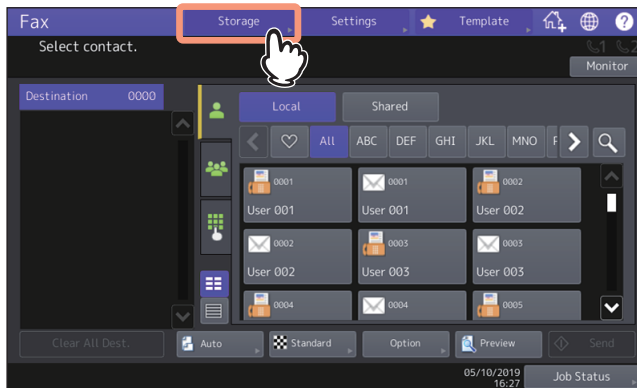 Fax
Storage
Settings
Template
?
Select contact.
1
2
Monitor
Destination 0000
Local
Shared
All
ABC
DEF
GHI
JKL
MNO
0001
User 001
0001
User 001
0002
User 002
0002
User 002
0003
User 003
0003
User 003
0004
0004
0005
Clear All Dest.
Auto
Standard
Option
Preview
Send
05/10/2019
16:27
Job Status